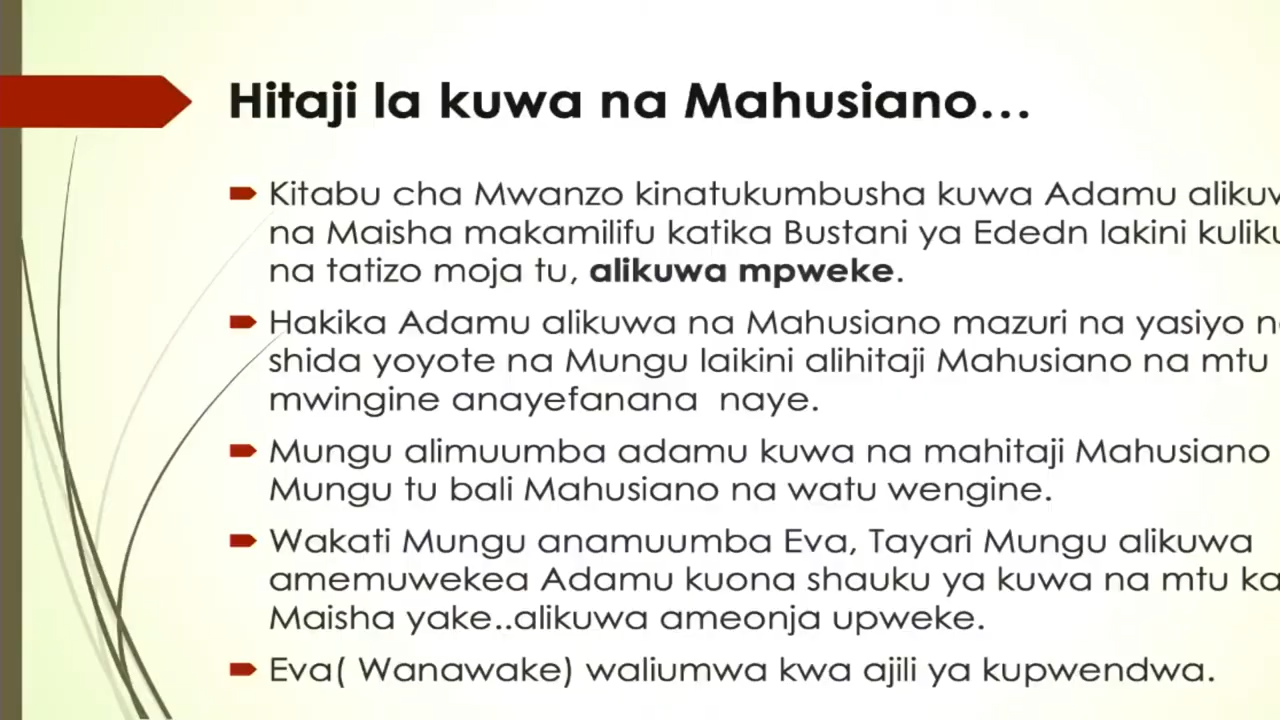 Hitaji la kuwa na Mahusiano…
Kitabu cha Mwanzo kinatukumbusha kuwa Adamu
na Maisha makamilifu katika Bustani ya Ededn lakini
na tatizo moja tu, alikuwa mpweke.
Hakika Adamu alikuwa na Mahusiano mazuri na yasiyo
shida yoyote na Mungu laikini alihitaji Mahusiano na mtu
mwingine anayefanana naye.
Mungu alimuumba adamu kuwa na mahitaji Mahusiano
Mungu tu bali Mahusiano na watu wengine.
Wakati Mungu anamuumba Eva, Tayari Mungu alikuwa
amemuwekea Adamu kuona shauku ya kuwa na mtu
Maisha yake..alikuwa ameonja upweke.
Eva( Wanawake) waliumwa kwa ajili ya kupwendwa.